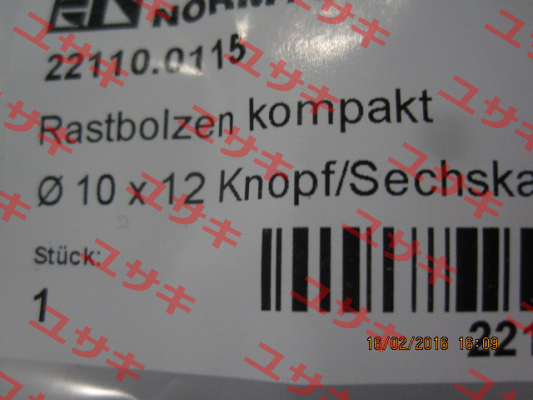 22110.0115
Rastbolzen kompakt
Ø 10 x 12 Knopf/Sechska
Stück:
1
221
16/02/2016 16:09
ユサキ